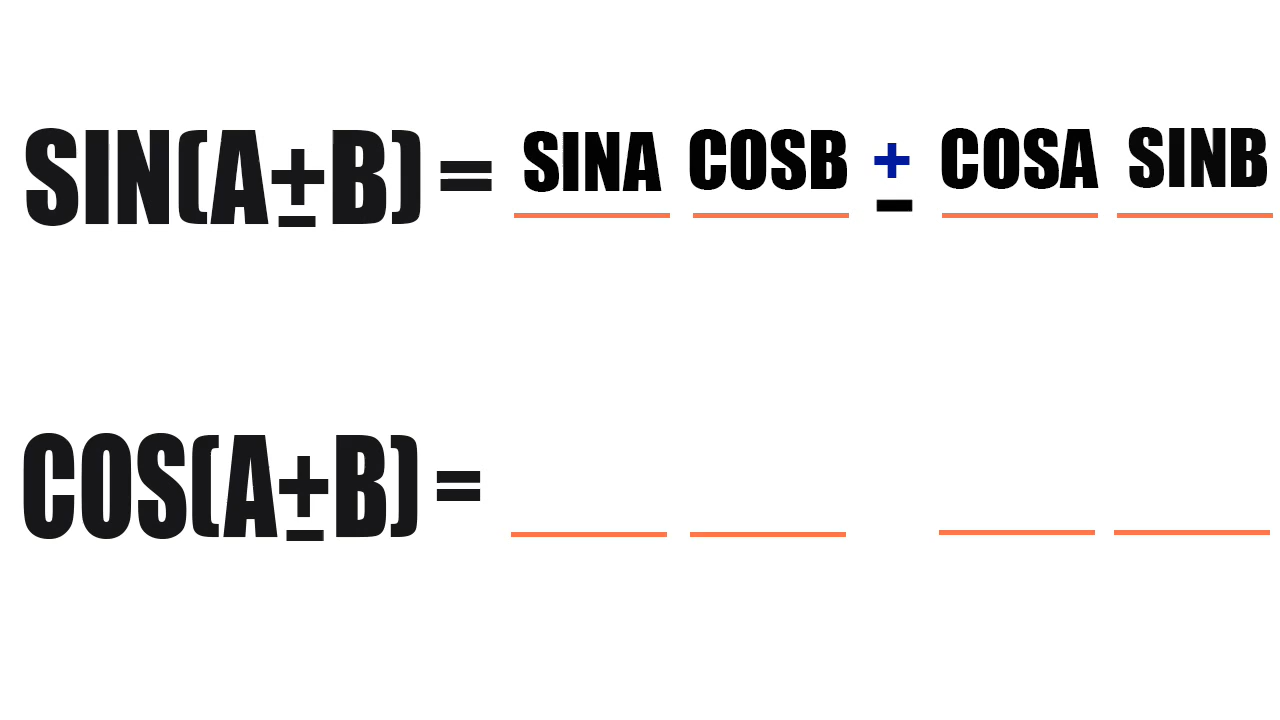 SIN(A±B) = SINA COSB ± COSA SINB
COS(A±B) =